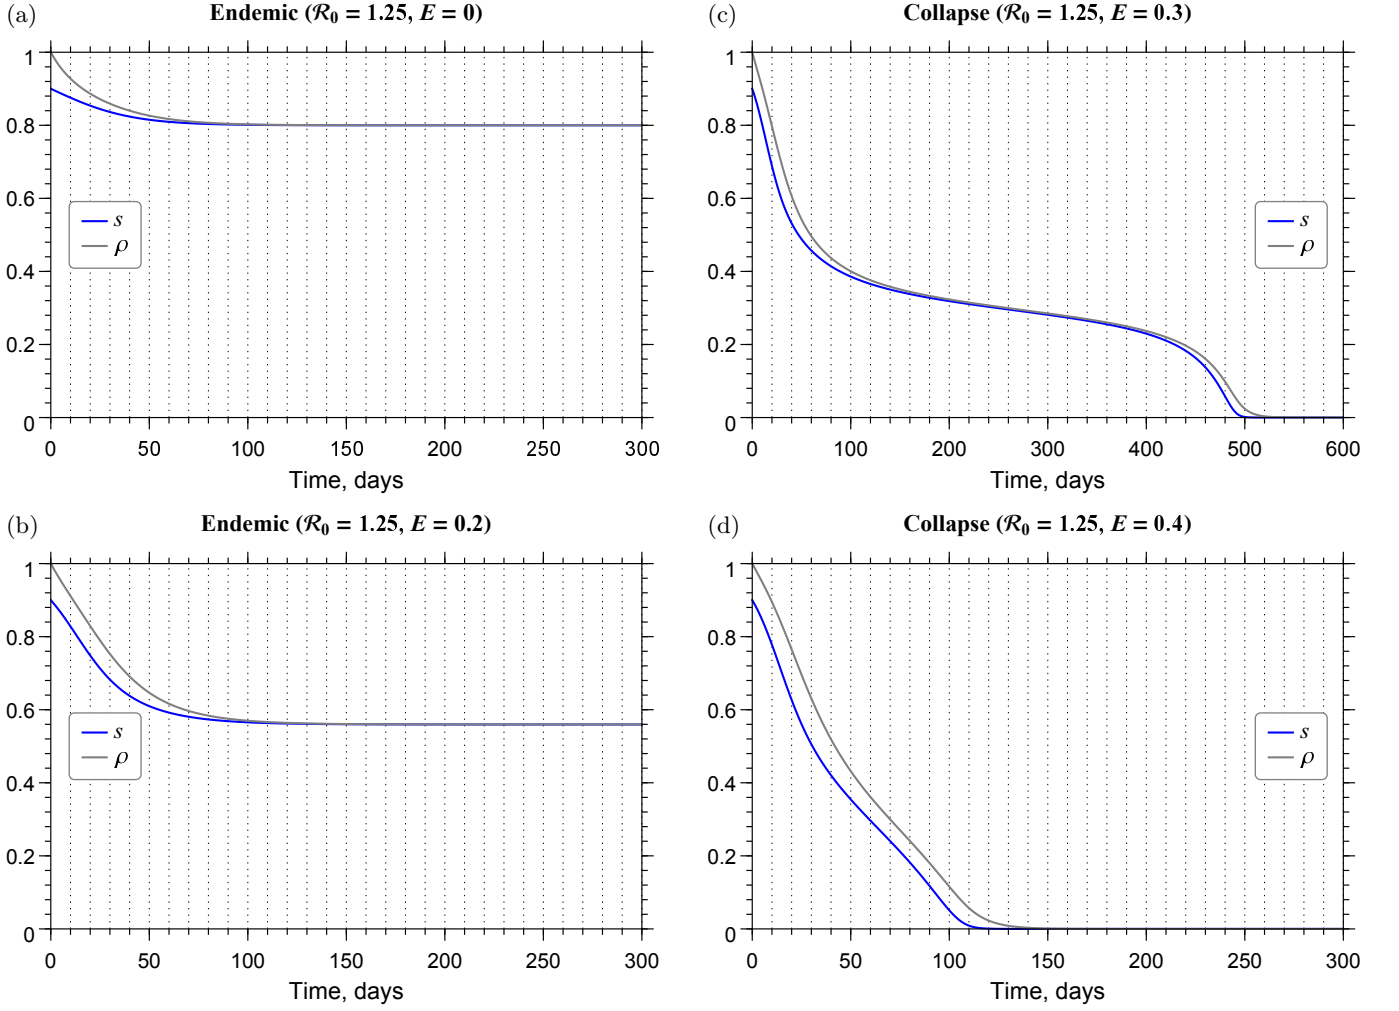 (a) Endemic (ℛ₀ = 1.25, E = 0)
1
0.8
0.6
0.4
0.2
0
s
ρ
0 50 100 150 200 250 300
Time, days
(c) Collapse (ℛ₀ = 1.25, E = 0.3)
1
0.8
0.6
0.4
0.2
0
s
ρ
0 100 200 300 400 500 600
Time, days
(b) Endemic (ℛ₀ = 1.25, E = 0.2)
1
0.8
0.6
0.4
0.2
0
s
ρ
0 50 100 150 200 250 300
Time, days
(d) Collapse (ℛ₀ = 1.25, E = 0.4)
1
0.8
0.6
0.4
0.2
0
s
ρ
0 50 100 150 200 250 300
Time, days